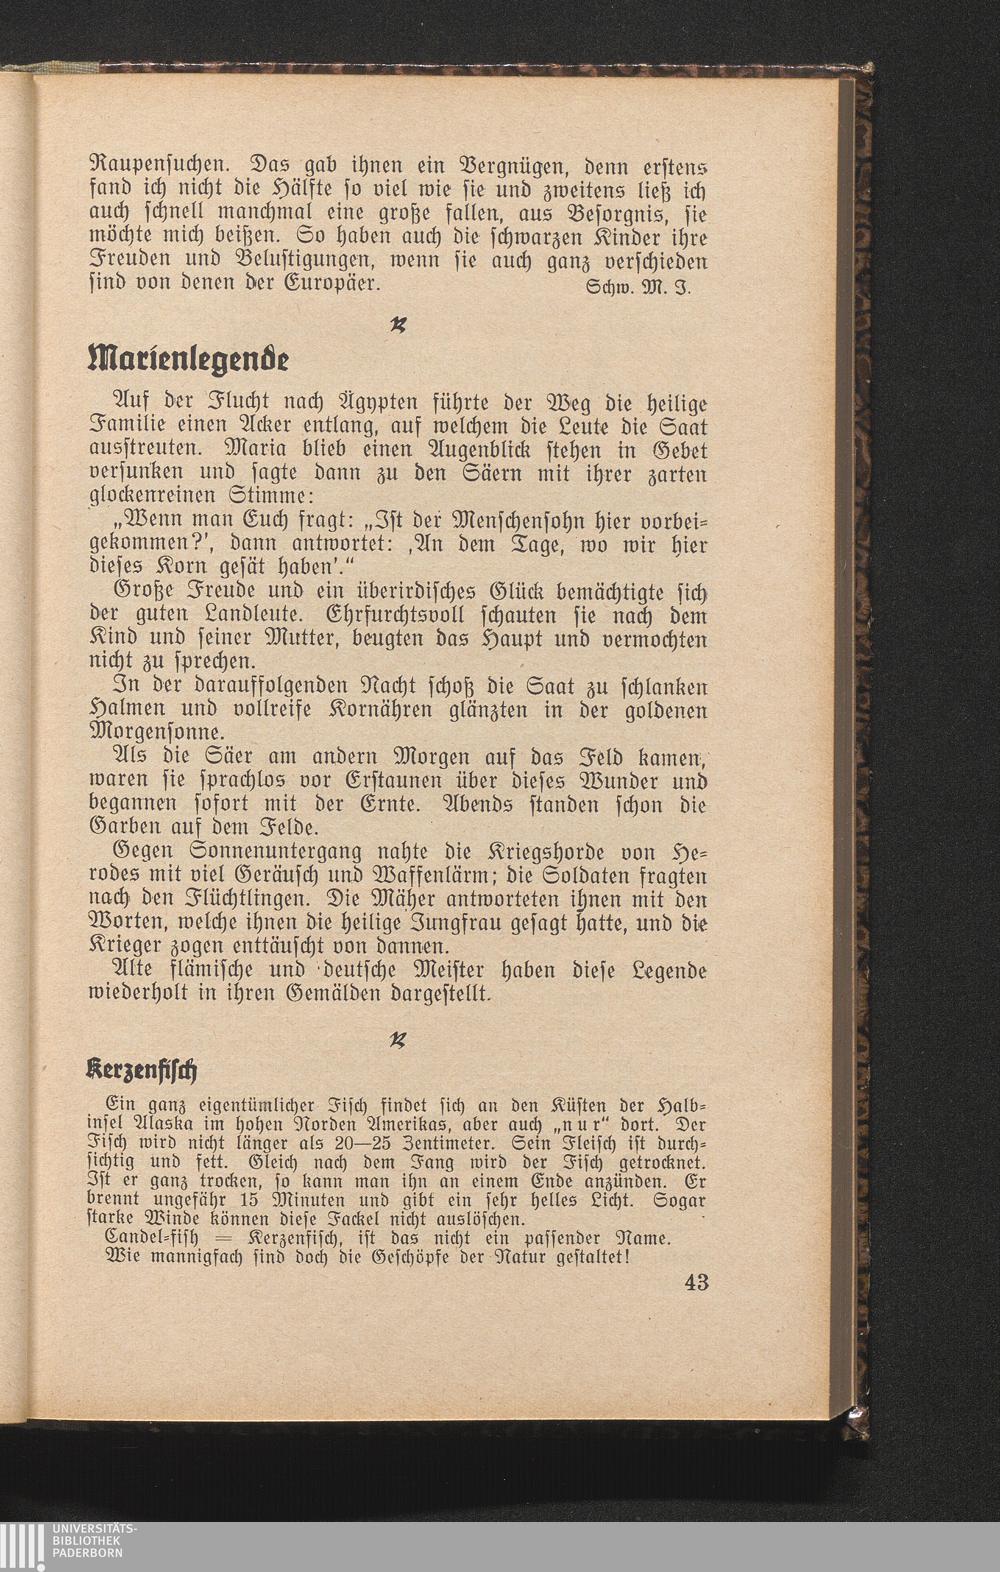 Raupensuchen. Das gab ihnen ein Vergnügen, denn erstens
fand ich nicht die Hälfte so viel wie sie und zweitens ließ ich
auch schnell manchmal eine große fallen, aus Besorgnis, sie
möchte mich beißen. So haben auch die schwarzen Kinder ihre
Freuden und Belustigungen, wenn sie auch ganz verschieden
sind von denen der Europäer. Schw. M. I.
Marienlegende
Auf der Flucht nach Ägypten führte der Weg die heilige
Familie einen Acker entlang, auf welchem die Leute die Saat
ausstreuten. Maria blieb einen Augenblick stehen in Gebet
versunken und sagte dann zu den Säern mit ihrer zarten
glockenreinen Stimme:
„Wenn man Euch fragt: „Ist der Menschensohn hier vorbei-
gekommen?', dann antwortet: ‚An dem Tage, wo wir hier
dieses Korn gesät haben'.“
Große Freude und ein überirdisches Glück bemächtigte sich
der guten Landleute. Ehrfurchtsvoll schauten sie nach dem
Kind und seiner Mutter, beugten das Haupt und vermochten
nicht zu sprechen.
In der darauffolgenden Nacht schoß die Saat zu schlanken
Halmen und vollreife Kornähren glänzten in der goldenen
Morgensonne.
Als die Säer am andern Morgen auf das Feld kamen,
waren sie sprachlos vor Erstaunen über dieses Wunder und
begannen sofort mit der Ernte. Abends standen schon die
Garben auf dem Felde.
Gegen Sonnenuntergang nahte die Kriegshorde von He-
rodes mit viel Geräusch und Waffenlärm; die Soldaten fragten
nach den Flüchtlingen. Die Mäher antworteten ihnen mit den
Worten, welche ihnen die heilige Jungfrau gesagt hatte, und die
Krieger zogen enttäuscht von dannen.
Alte flämische und deutsche Meister haben diese Legende
wiederholt in ihren Gemälden dargestellt.
Kerzenfisch
Ein ganz eigentümlicher Fisch findet sich an den Küsten der Halb-
insel Alaska im hohen Norden Amerikas, aber auch „nur“ dort. Der
Fisch wird nicht länger als 20—25 Zentimeter. Sein Fleisch ist durch-
sichtig und fett. Gleich nach dem Fang wird der Fisch getrocknet.
Ist er ganz trocken, so kann man ihn an einem Ende anzünden. Er
brennt ungefähr 15 Minuten und gibt ein sehr helles Licht. Sogar
starke Winde können diese Fackel nicht auslöschen.
Candel-fish = Kerzenfisch, ist das nicht ein passender Name.
Wie mannigfach sind doch die Geschöpfe der Natur gestaltet!
43
UNIVERSITÄTS-
BIBLIOTHEK
PADERBORN